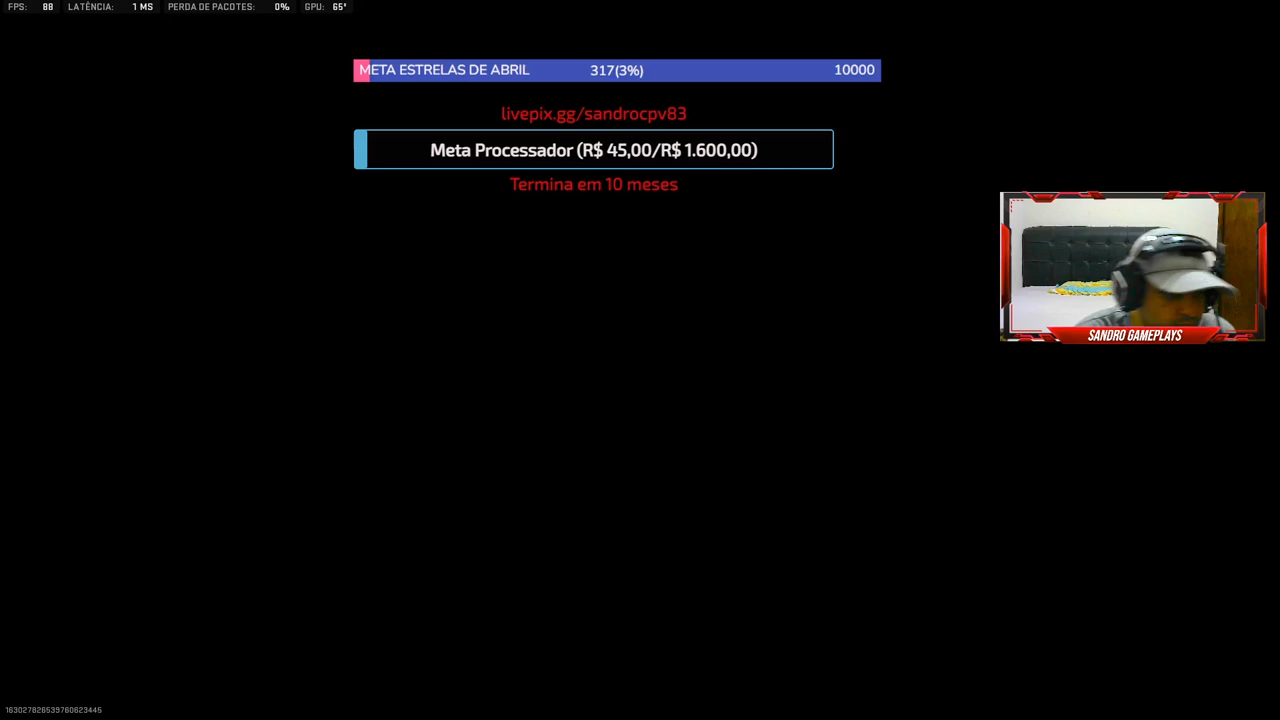 FPS: 88 LATÊNCIA: 1 MS PERDA DE PACOTES: 0% GPU: 65°
META ESTRELAS DE ABRIL 317(3%) 10000
livepix.gg/sandrocpv83
Meta Processador (R$ 45,00/R$ 1.600,00)
Termina em 10 meses
SANDRO GAMEPLAYS
163027826539760623445